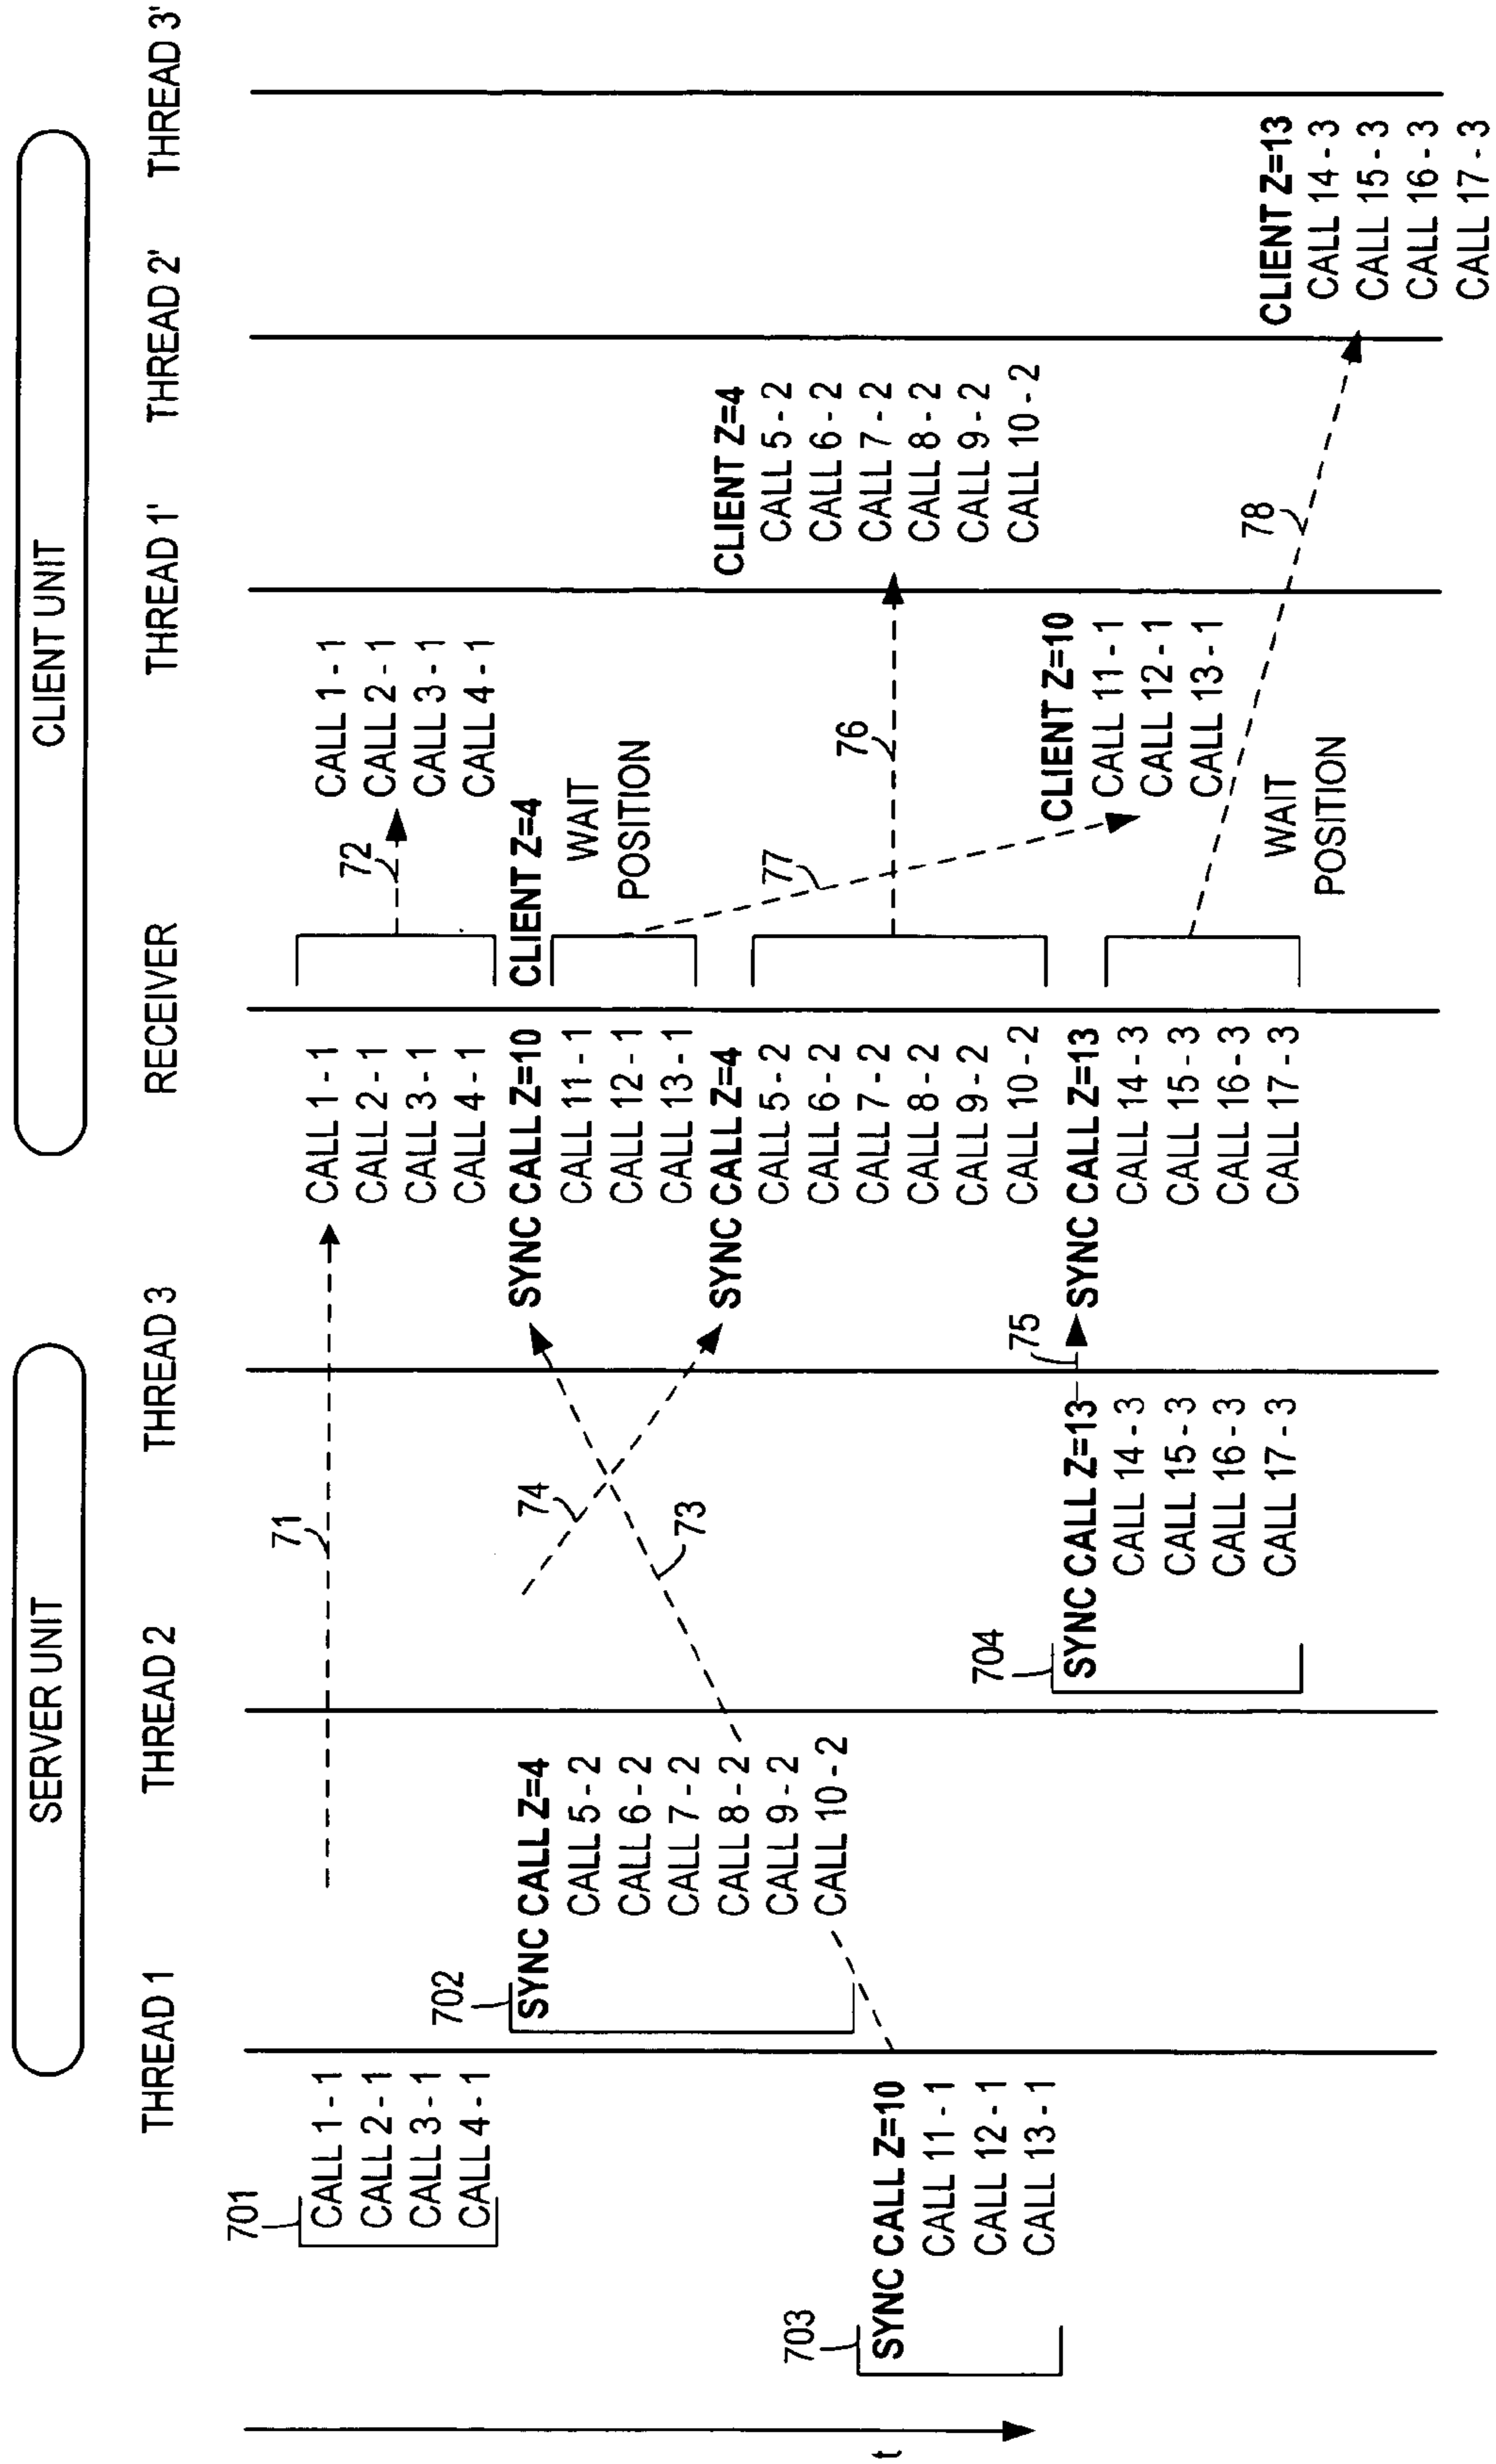 SERVER UNIT
CLIENT UNIT
THREAD 1
THREAD 2
THREAD 3
RECEIVER
THREAD 1'
THREAD 2'
THREAD 3'
t
701
CALL 1 - 1
CALL 2 - 1
CALL 3 - 1
CALL 4 - 1
703
SYNC CALL Z=10
CALL 11 - 1
CALL 12 - 1
CALL 13 - 1
702
SYNC CALL Z=4
CALL 5 - 2
CALL 6 - 2
CALL 7 - 2
CALL 8 - 2
CALL 9 - 2
CALL 10 - 2
71
74
73
704
SYNC CALL Z=13
CALL 14 - 3
CALL 15 - 3
CALL 16 - 3
CALL 17 - 3
75
CALL 1 - 1
CALL 2 - 1
CALL 3 - 1
CALL 4 - 1
SYNC CALL Z=10
CALL 11 - 1
CALL 12 - 1
CALL 13 - 1
SYNC CALL Z=4
CALL 5 - 2
CALL 6 - 2
CALL 7 - 2
CALL 8 - 2
CALL 9 - 2
CALL 10 - 2
SYNC CALL Z=13
CALL 14 - 3
CALL 15 - 3
CALL 16 - 3
CALL 17 - 3
72
CALL 1 - 1
CALL 2 - 1
CALL 3 - 1
CALL 4 - 1
CLIENT Z=4
WAIT
POSITION
77
76
CLIENT Z=10
CALL 11 - 1
CALL 12 - 1
CALL 13 - 1
WAIT
POSITION
CLIENT Z=4
CALL 5 - 2
CALL 6 - 2
CALL 7 - 2
CALL 8 - 2
CALL 9 - 2
CALL 10 - 2
78
CLIENT Z=13
CALL 14 - 3
CALL 15 - 3
CALL 16 - 3
CALL 17 - 3